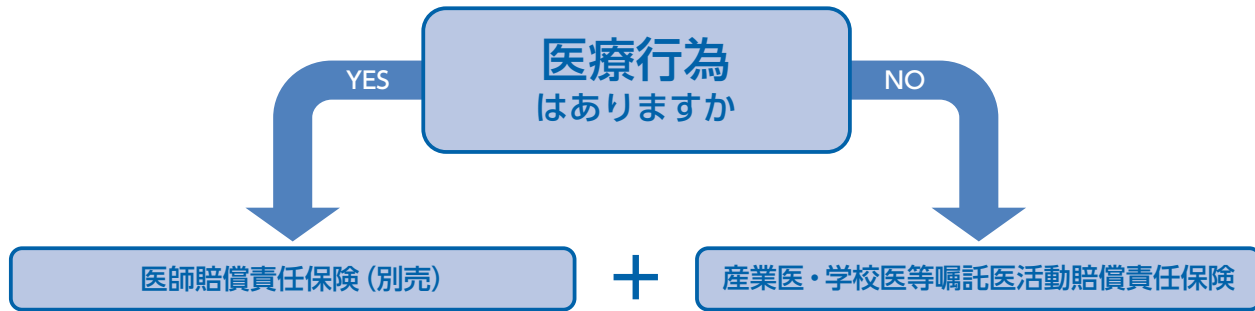 医療行為
はありますか
YES
NO
医師賠償責任保険（別売）
+
産業医・学校医等嘱託医活動賠償責任保険